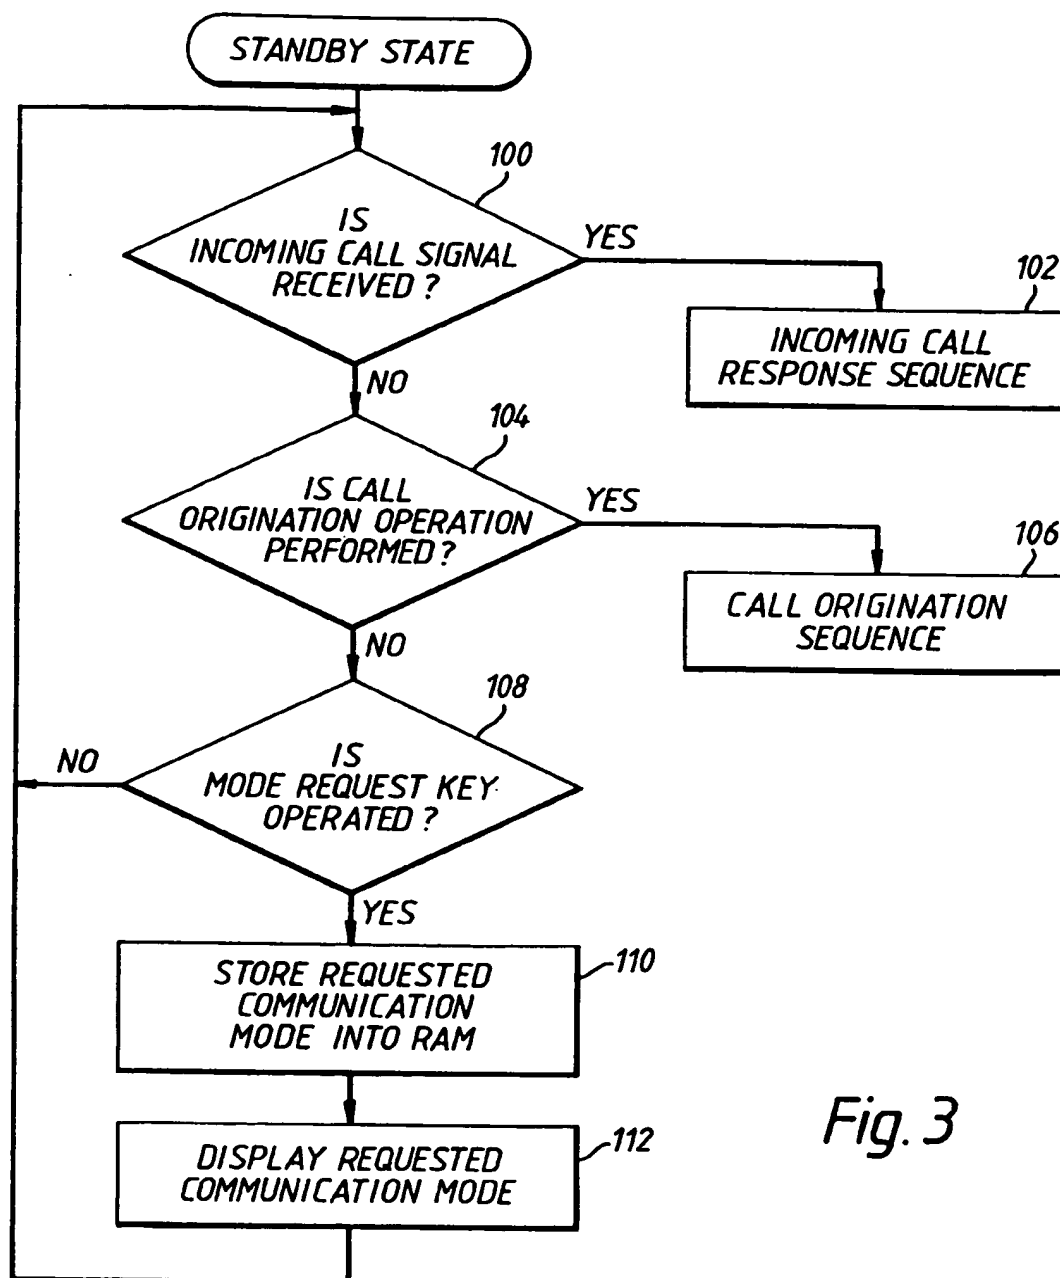 STANDBY STATE
100
IS
INCOMING CALL SIGNAL
RECEIVED ?
YES
102
INCOMING CALL
RESPONSE SEQUENCE
NO
104
IS CALL
ORIGINATION OPERATION
PERFORMED ?
YES
106
CALL ORIGINATION
SEQUENCE
NO
108
IS
MODE REQUEST KEY
OPERATED ?
NO
YES
110
STORE REQUESTED
COMMUNICATION
MODE INTO RAM
112
DISPLAY REQUESTED
COMMUNICATION MODE
Fig. 3